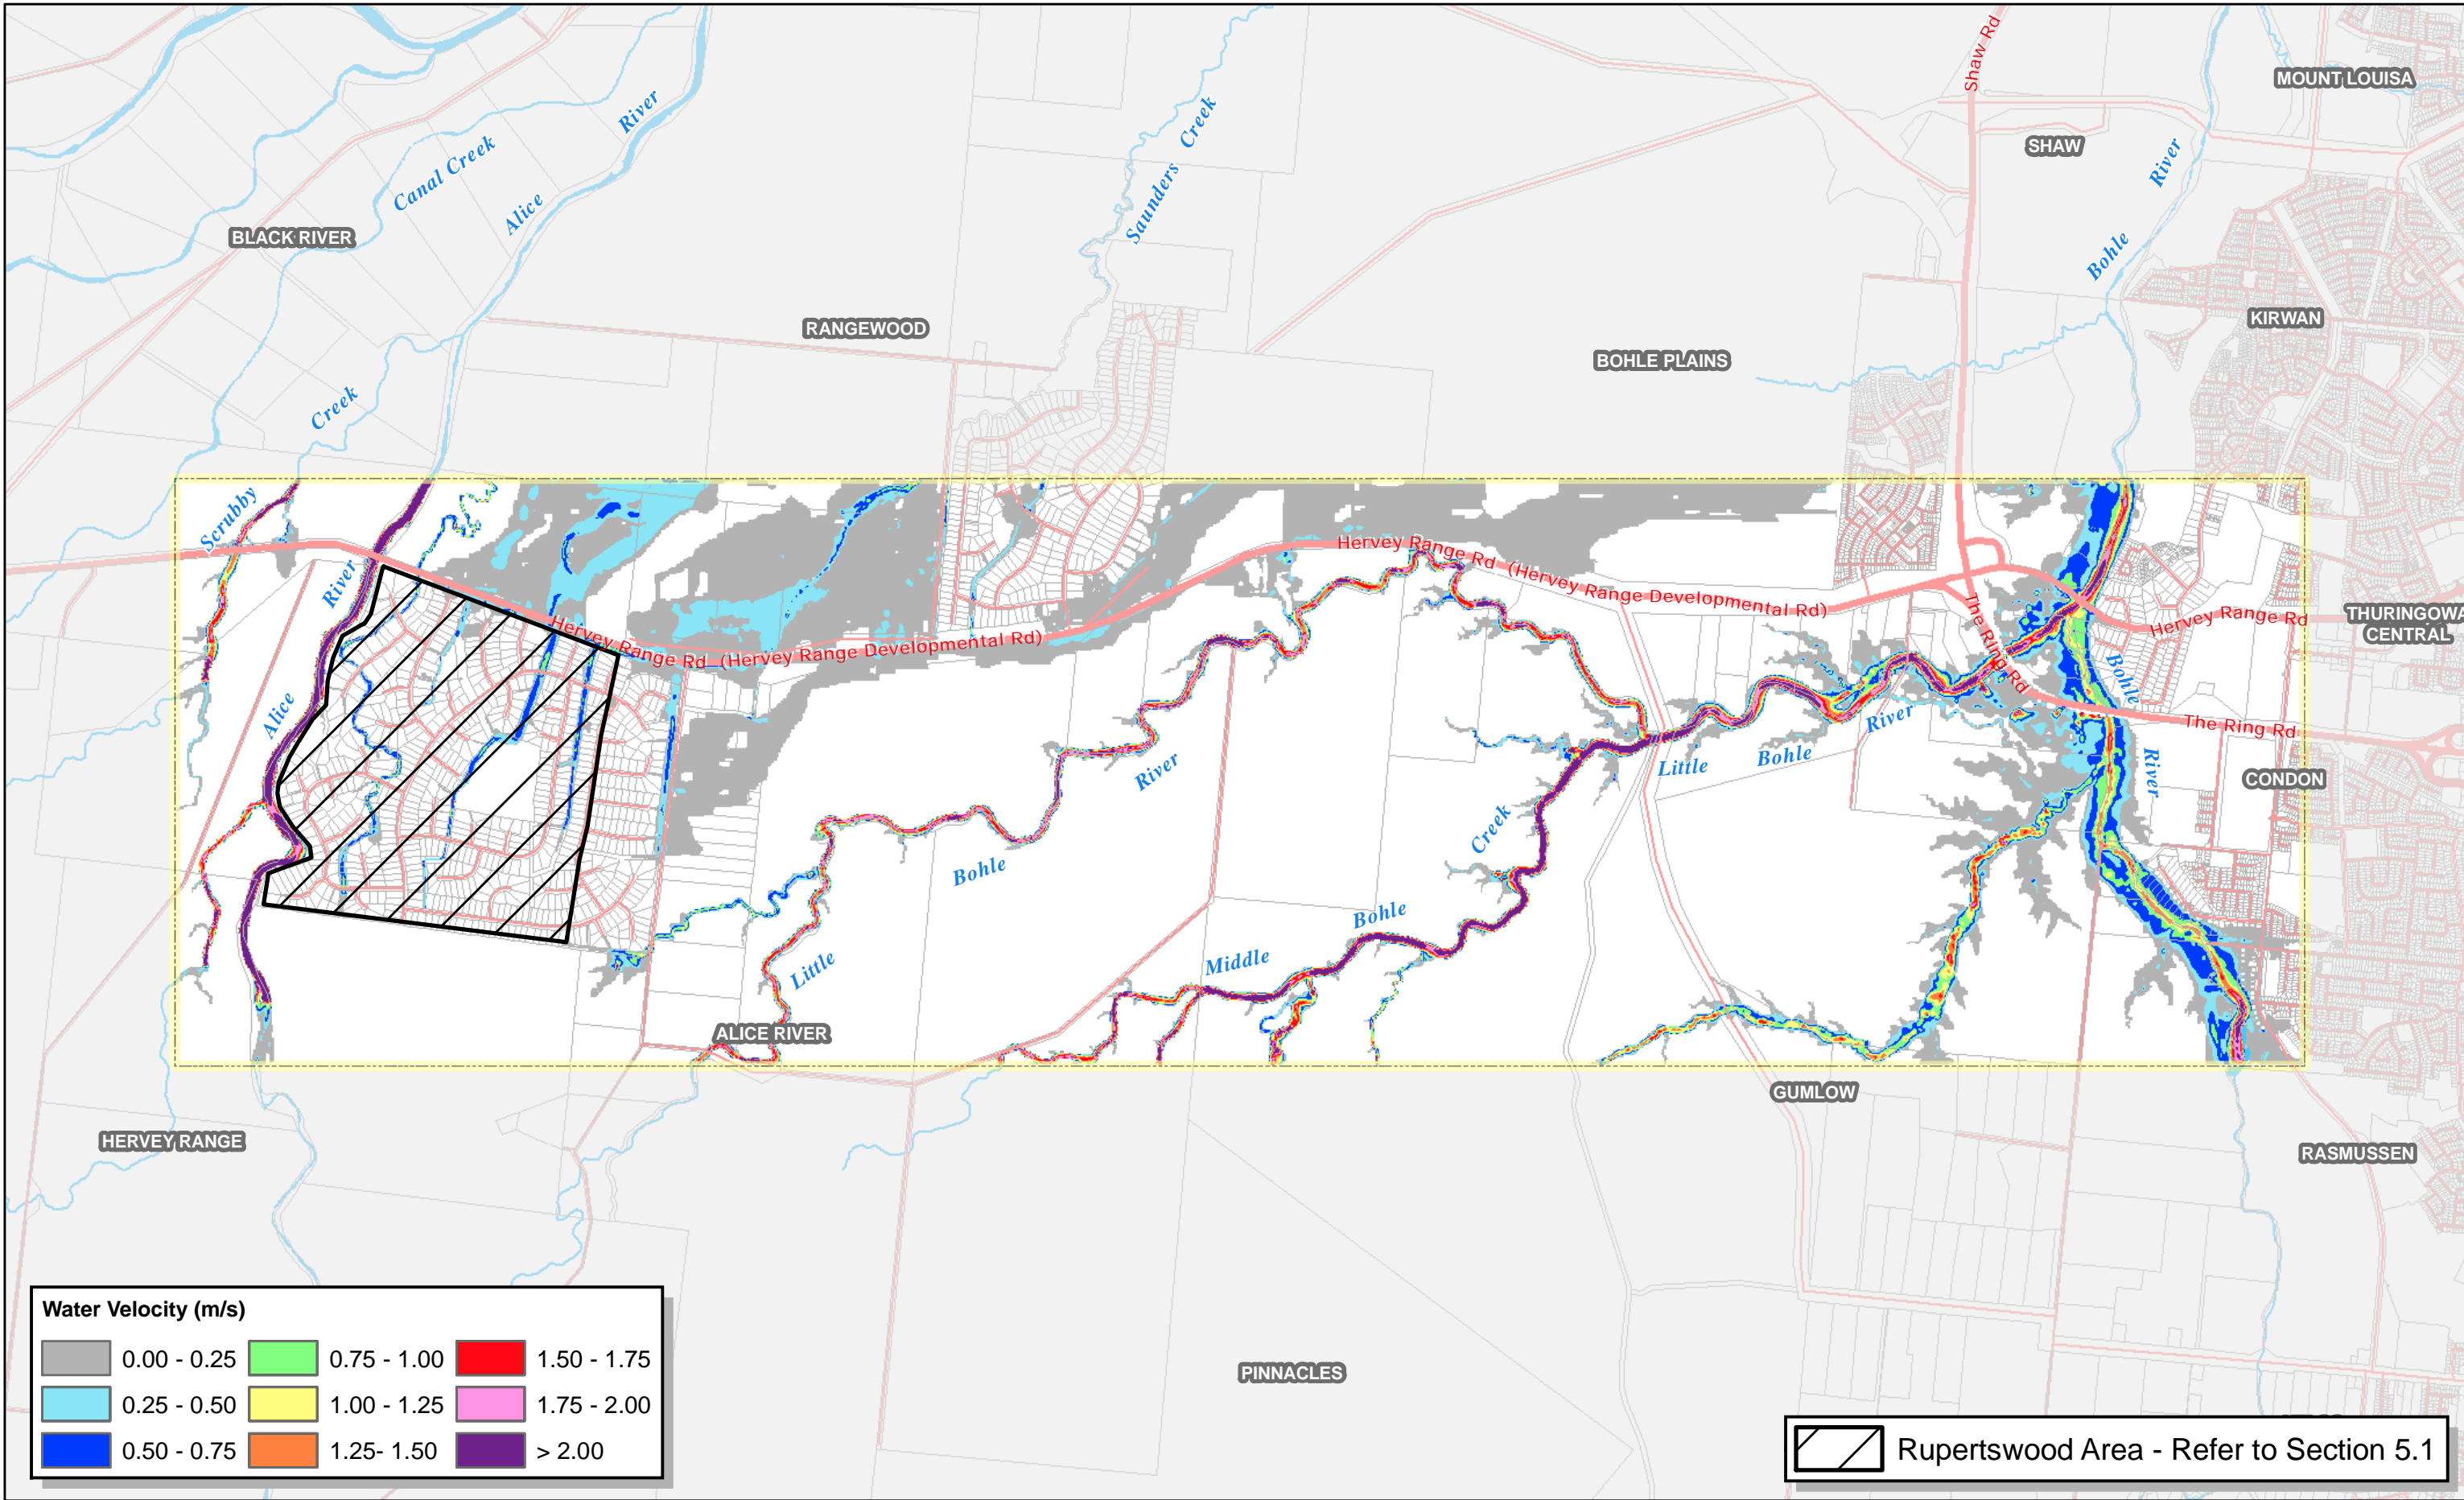 Shaw Rd
MOUNT LOUISA
SHAW
River
Canal Creek
Saunders Creek
River
Alice
BLACK RIVER
Bohle
RANGEWOOD
KIRWAN
BOHLE PLAINS
Creek
Scrubby
Hervey Range Rd (Hervey Range Developmental Rd)
River
The Ring Rd
Hervey Range Rd
THURINGOWA
CENTRAL
Hervey Range Rd (Hervey Range Developmental Rd)
Bohle
Alice
River
The Ring Rd
River
Little
Bohle
River
CONDON
Creek
Bohle
Bohle
Middle
Little
ALICE RIVER
GUMLOW
HERVEY RANGE
RASMUSSEN
PINNACLES
Water Velocity (m/s)
0.00 - 0.25
0.75 - 1.00
1.50 - 1.75
0.25 - 0.50
1.00 - 1.25
1.75 - 2.00
0.50 - 0.75
1.25- 1.50
> 2.00
Rupertswood Area - Refer to Section 5.1